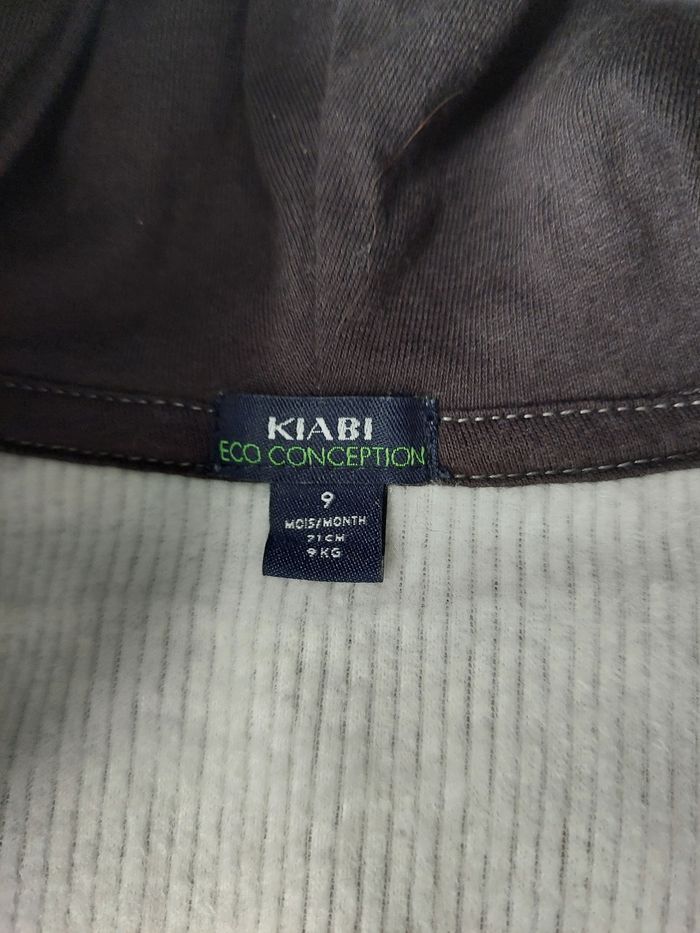 KIABI
ECO CONCEPTION
9
MOIS/MONTH
71CM
9KG